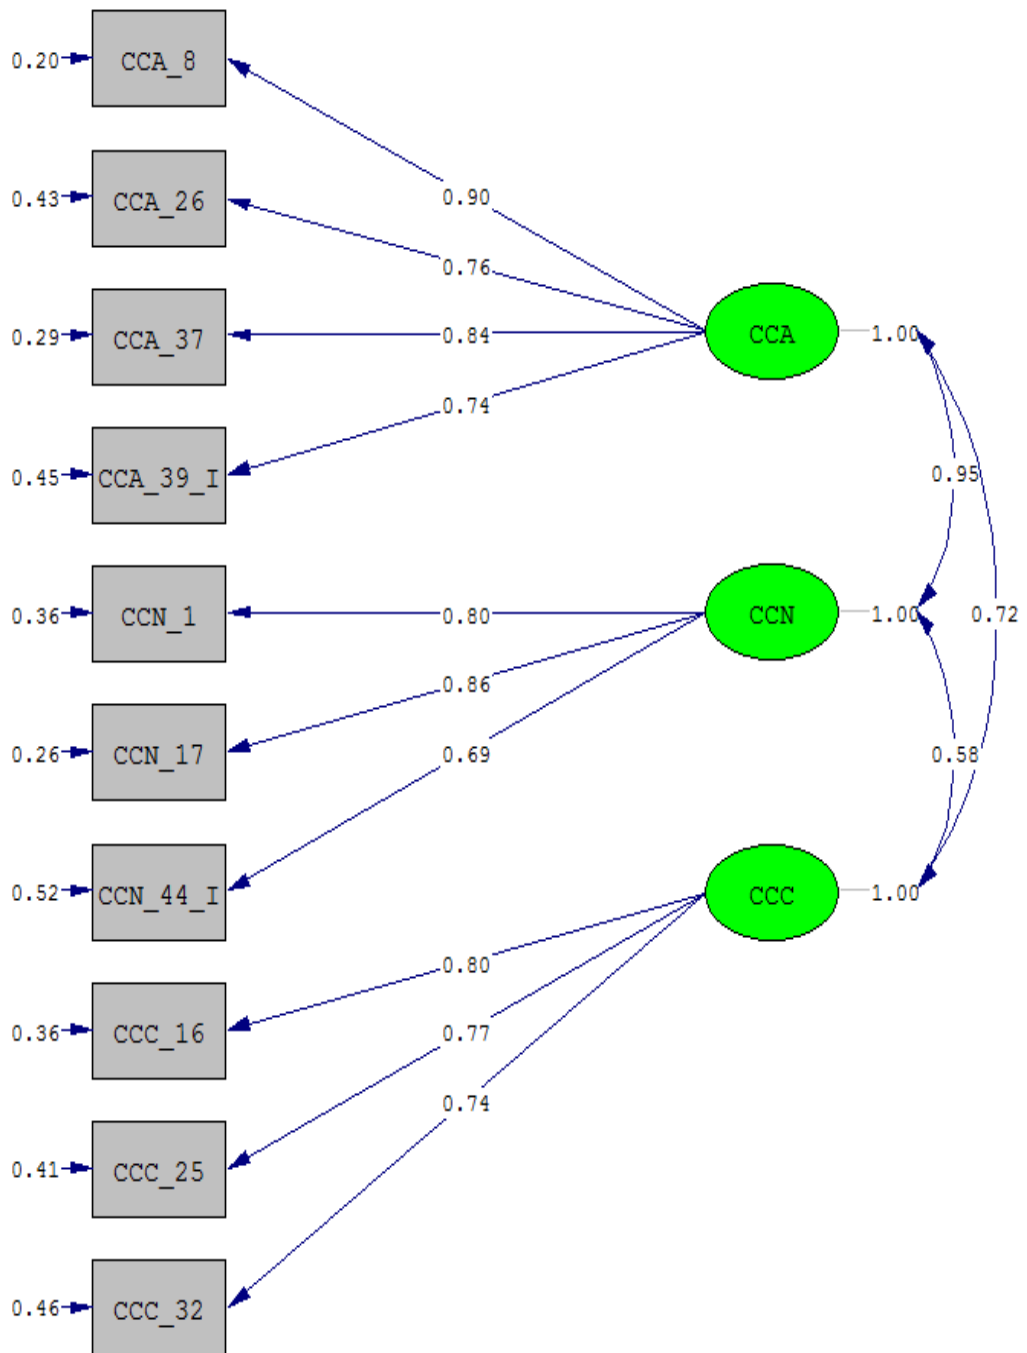 0.20 CCA_8
0.90
0.43 CCA_26
0.76
0.29 CCA_37 0.84 CCA 1.00
0.74
0.45 CCA_39_I 0.95
0.36 CCN_1 0.80 CCN 1.00 0.72
0.86
0.26 CCN_17 0.69 0.58
0.52 CCN_44_I CCC 1.00
0.80
0.36 CCC_16 0.77
0.74
0.41 CCC_25
0.46 CCC_32